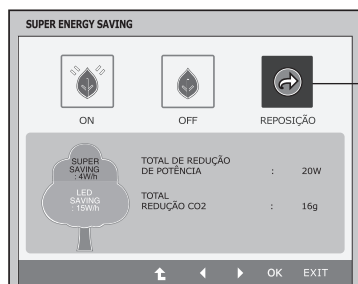 SUPER ENERGY SAVING
ON
OFF
REPOSIÇÃO
SUPER
SAVING
: 4W/h
LED
SAVING
: 15W/h
TOTAL DE REDUÇÃO
DE POTÊNCIA : 20W
TOTAL
REDUÇÃO CO2 : 16g
OK EXIT